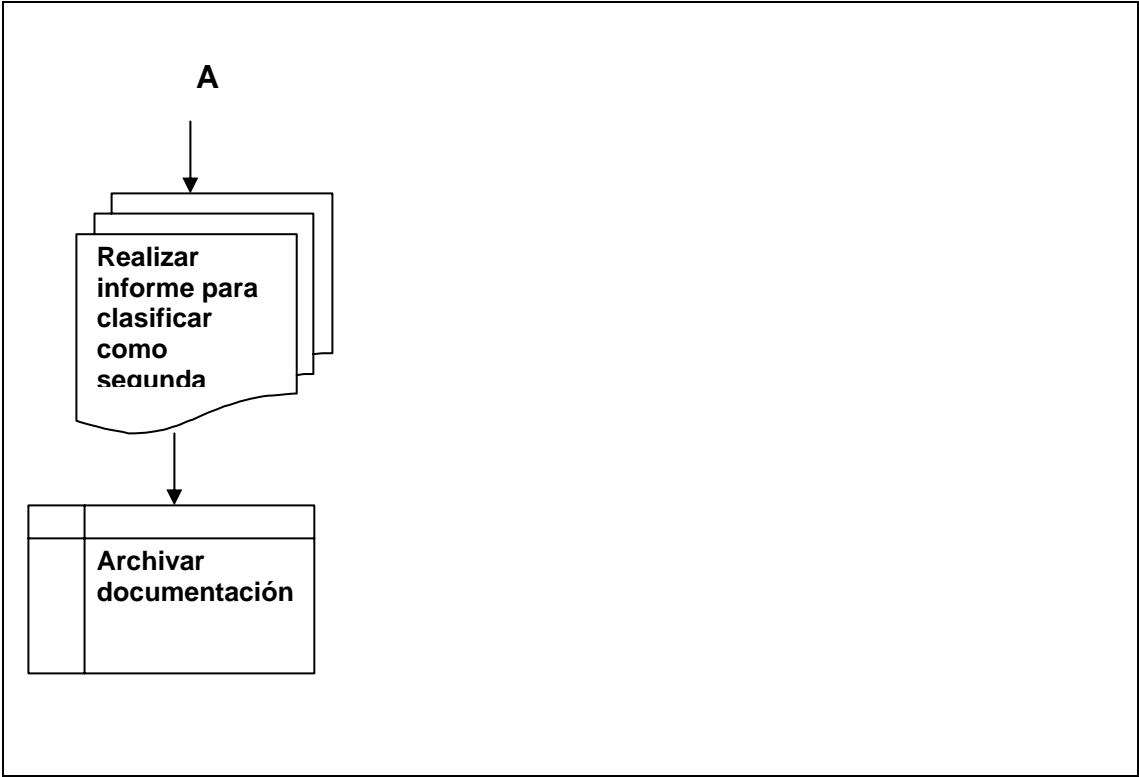 A
Realizar
informe para
clasificar
como
segunda
Archivar
documentación